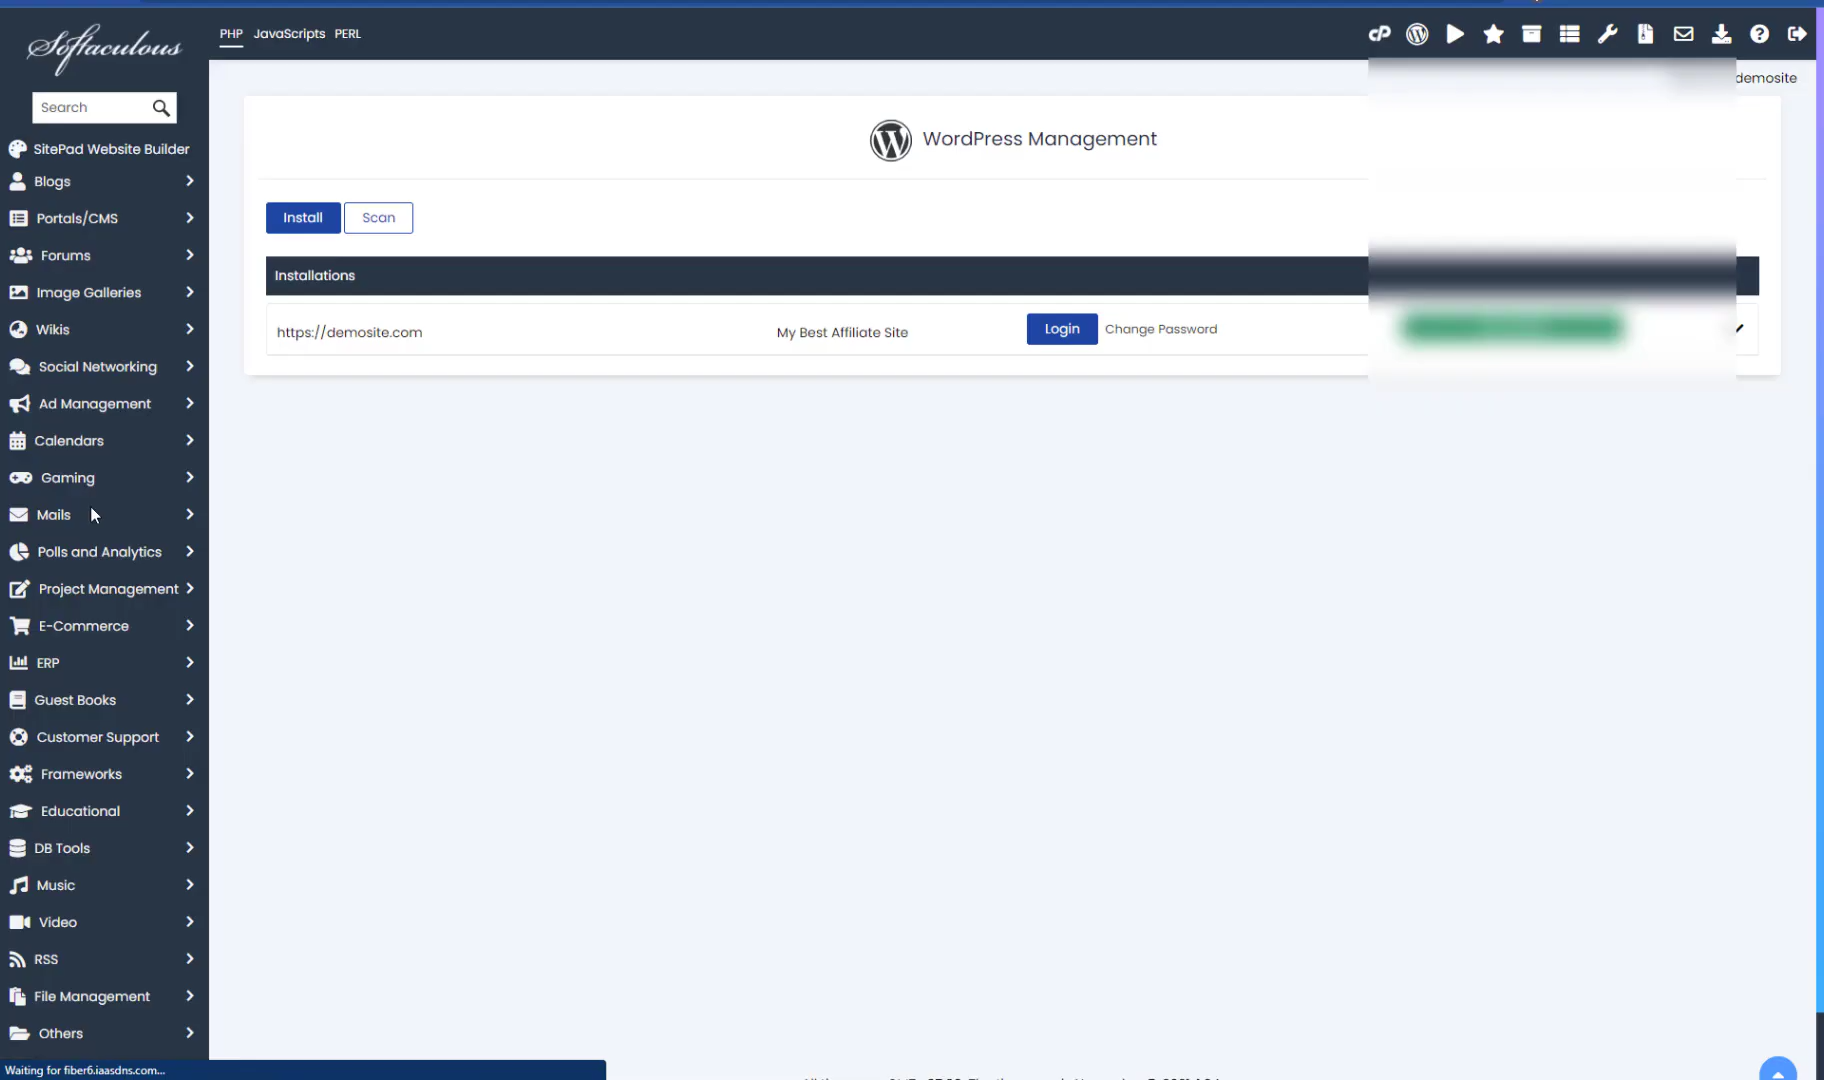 Softaculous
PHP JavaScripts PERL
cP
demosite
Search
WordPress Management
SitePad Website Builder
Blogs
Portals/CMS
Install Scan
Forums
Installations
Image Galleries
Wikis
https://demosite.com My Best Affiliate Site Login Change Password
Social Networking
Ad Management
Calendars
Gaming
Mails
Polls and Analytics
Project Management
E-Commerce
ERP
Guest Books
Customer Support
Frameworks
Educational
DB Tools
Music
Video
RSS
File Management
Others
Waiting for fiber6.iaasdns.com...